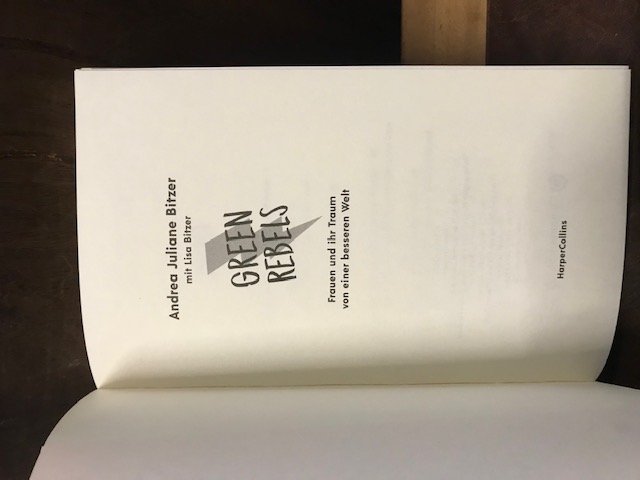 Andrea Juliane Bitzer
mit Lisa Bitzer
GREEN
REBELS
Frauen und ihr Traum
von einer besseren Welt
HarperCollins